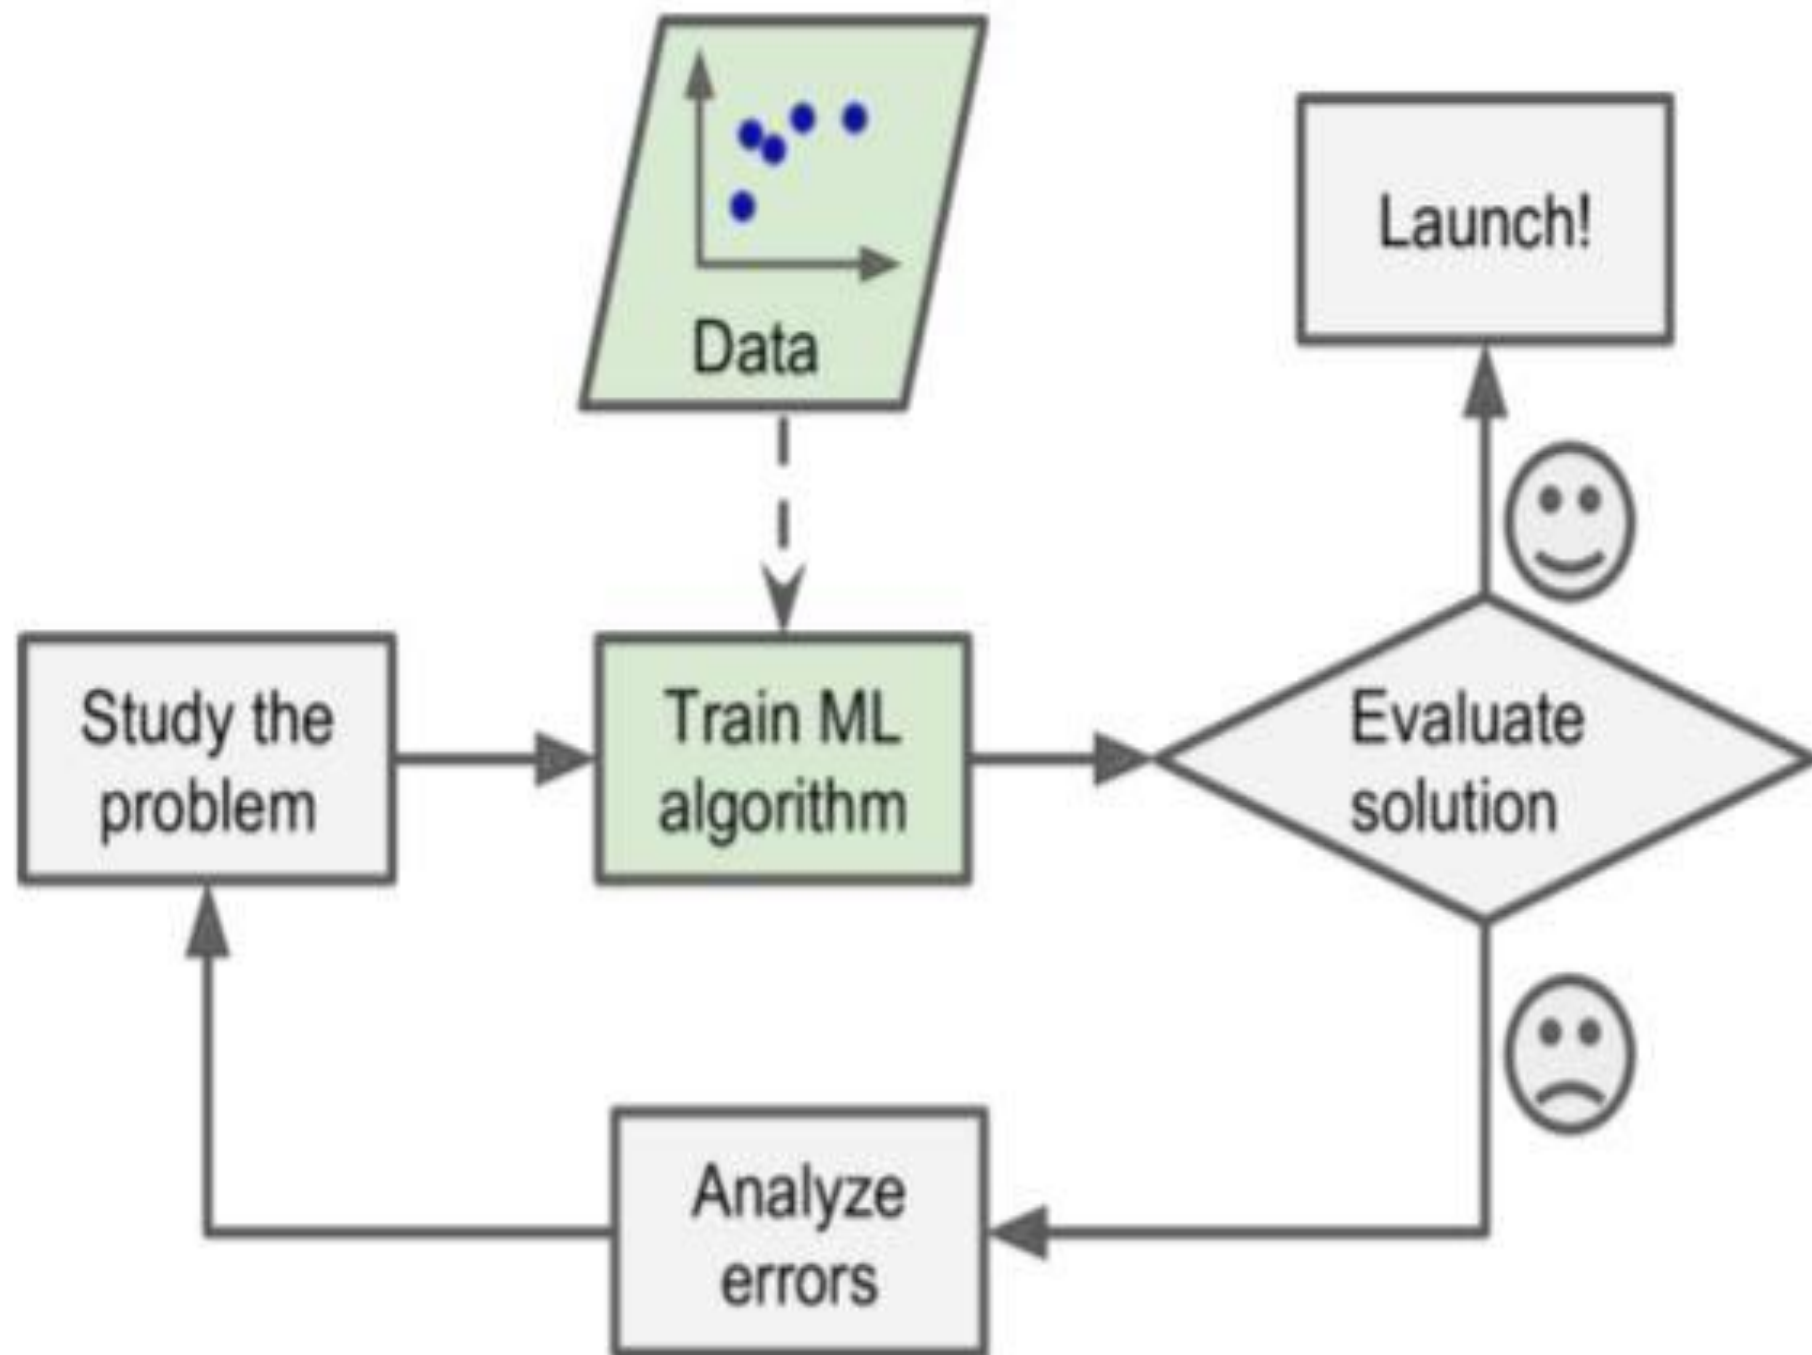 Data
Launch!
Study the
problem
Train ML
algorithm
Evaluate
solution
Analyze
errors